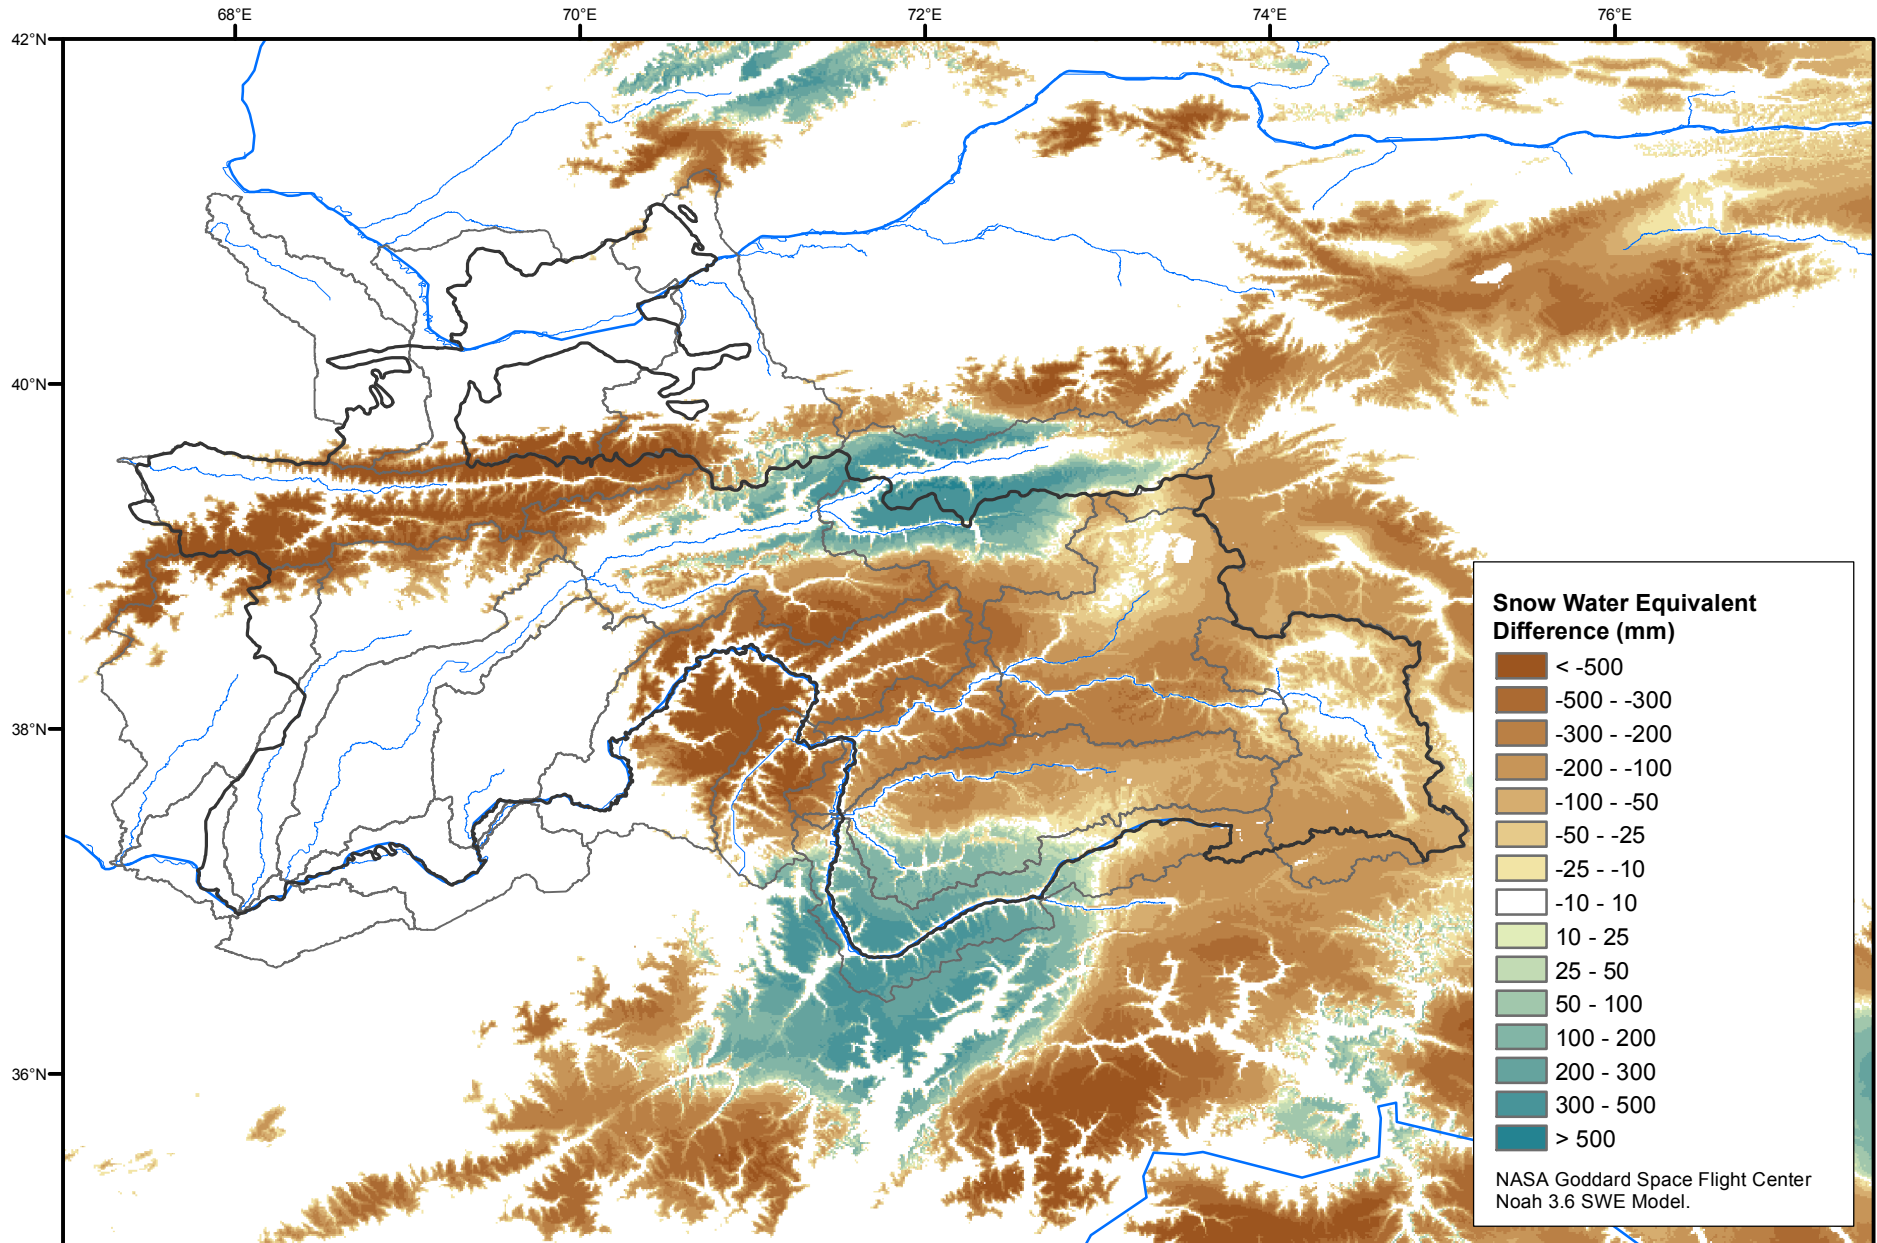 68°E 70°E 72°E 74°E 76°E
42°N
40°N
38°N
36°N
Snow Water Equivalent
Difference (mm)
< -500
-500 - -300
-300 - -200
-200 - -100
-100 - -50
-50 - -25
-25 - -10
-10 - 10
10 - 25
25 - 50
50 - 100
100 - 200
200 - 300
300 - 500
> 500
NASA Goddard Space Flight Center
Noah 3.6 SWE Model.